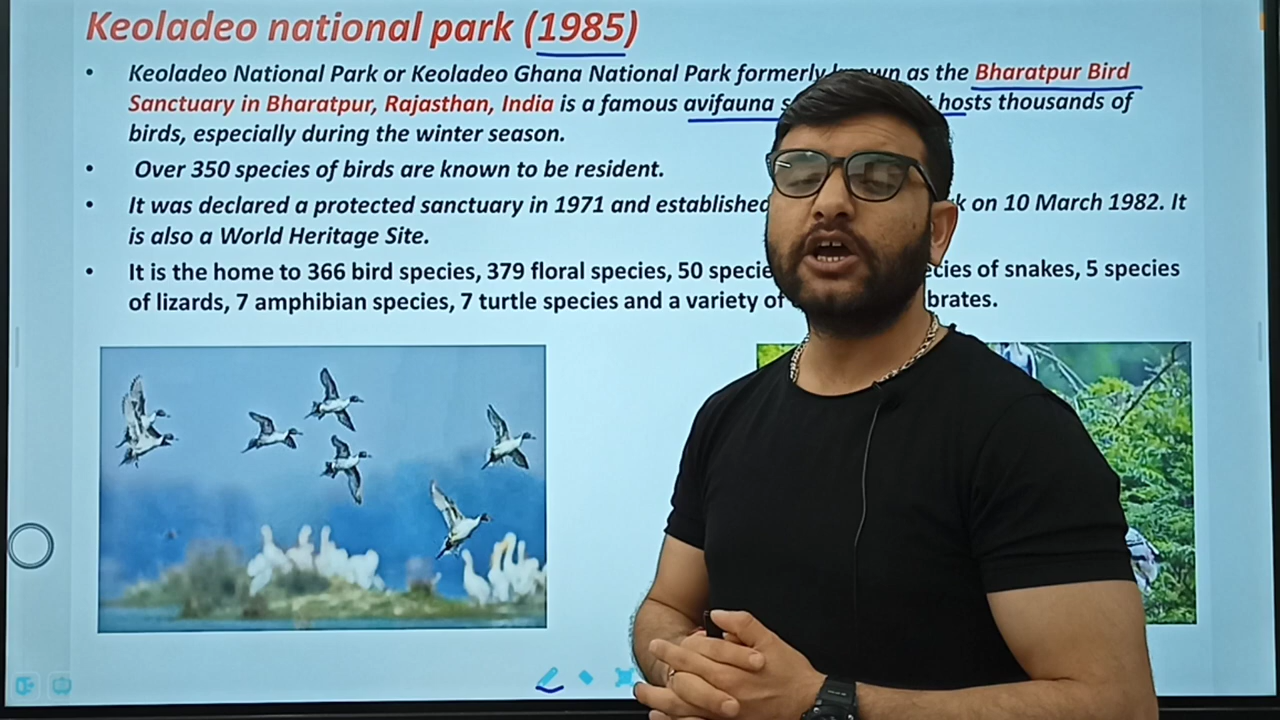 Keoladeo national park (1985)
• Keoladeo National Park or Keoladeo Ghana National Park formerly as the Bharatpur Bird
Sanctuary in Bharatpur, Rajasthan, India is a famous avifauna hosts thousands of
birds, especially during the winter season.
• Over 350 species of birds are known to be resident.
• It was declared a protected sanctuary in 1971 and established on 10 March 1982. It
is also a World Heritage Site.
• It is the home to 366 bird species, 379 floral species, 50 of snakes, 5 species
of lizards, 7 amphibian species, 7 turtle species and a variety of